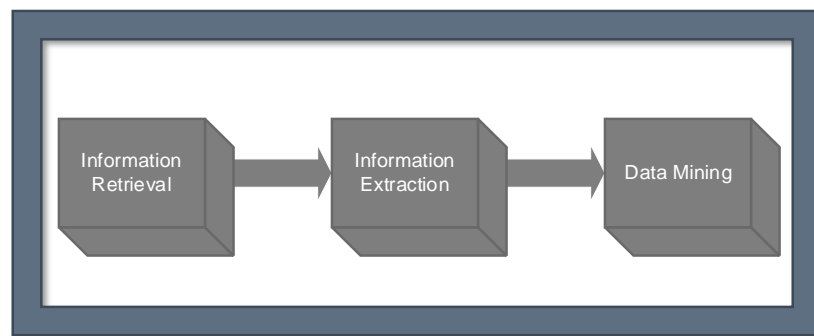 Information
Retrieval
Information
Extraction
Data Mining